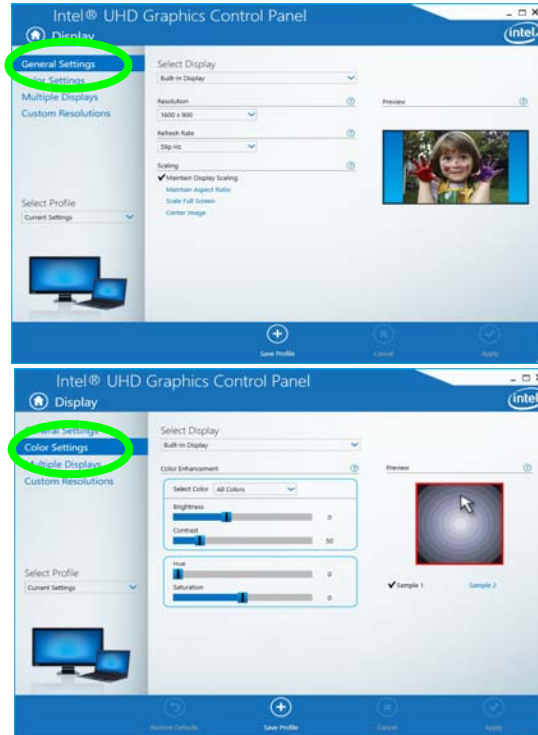 Intel® UHD Graphics Control Panel
Display
intel
General Settings
Color Settings
Multiple Displays
Custom Resolutions
Select Profile
Current Settings
Select Display
Built-in Display
Resolution
1600 x 900
Refresh Rate
59p Hz
Scaling
Maintain Display Scaling
Maintain Aspect Ratio
Scale Full Screen
Center Image
Preview
Save Profile
Cancel
Apply
Intel® UHD Graphics Control Panel
Display
intel
General Settings
Color Settings
Multiple Displays
Custom Resolutions
Select Profile
Current Settings
Select Display
Built-in Display
Color Enhancement
Select Color All Colors
Brightness
0
Contrast
50
Hue
0
Saturation
0
Preview
Sample 1 Sample 2
Restore Defaults
Save Profile
Cancel
Apply